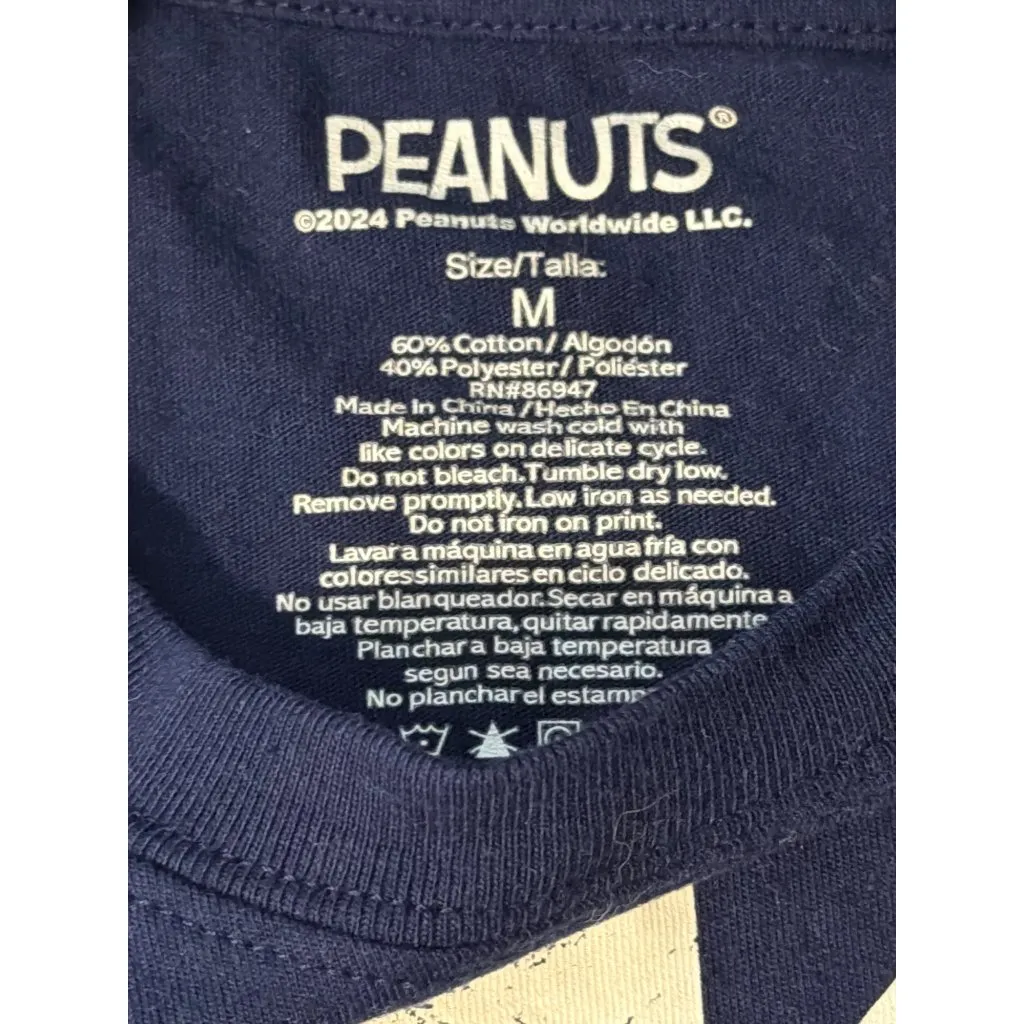 PEANUTS®
©2024 Peanuts Worldwide LLC.
Size/Talla:
M
60% Cotton / Algodón
40% Polyester / Poliéster
RN#86947
Made In China / Hecho En China
Machine wash cold with
like colors on delicate cycle.
Do not bleach. Tumble dry low.
Remove promptly. Low iron as needed.
Do not iron on print.
Lavar a máquina en agua fría con
colores similares en ciclo delicado.
No usar blanqueador. Secar en máquina a
baja temperatura, quitar rapidamente
Planchar a baja temperatura
segun sea necesario.
No planchar el